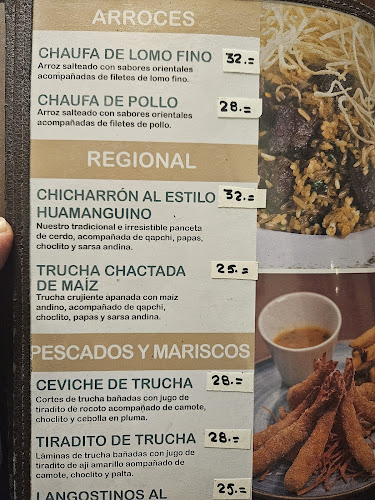 ARROCES
CHAUFA DE LOMO FINO 32.=
Arroz salteado con sabores orientales
acompañadas de filetes de lomo fino.
CHAUFA DE POLLO 28.=
Arroz salteado con sabores orientales
acompañadas de filetes de pollo.
REGIONAL
CHICHARRÓN AL ESTILO 32.=
HUAMANGUINO
Nuestro tradicional e irresistible panceta
de cerdo, acompañada de qapchi, papas,
choclito y sarsa andina.
TRUCHA CHACTADA 25.=
DE MAÍZ
Trucha crujiente apanada con maíz
andino, acompañado de qapchi,
choclito, papas y sarsa andina.
PESCADOS Y MARISCOS
CEVICHE DE TRUCHA 28.=
Cortes de trucha bañadas con jugo de
tiradito de rocoto acompañado de camote,
choclito y cebolla en pluma.
TIRADITO DE TRUCHA 28.=
Láminas de trucha bañadas con jugo de
tiradito de aji amarillo aompañado de
camote, choclito y palta.
LANGOSTINOS AL 25.=